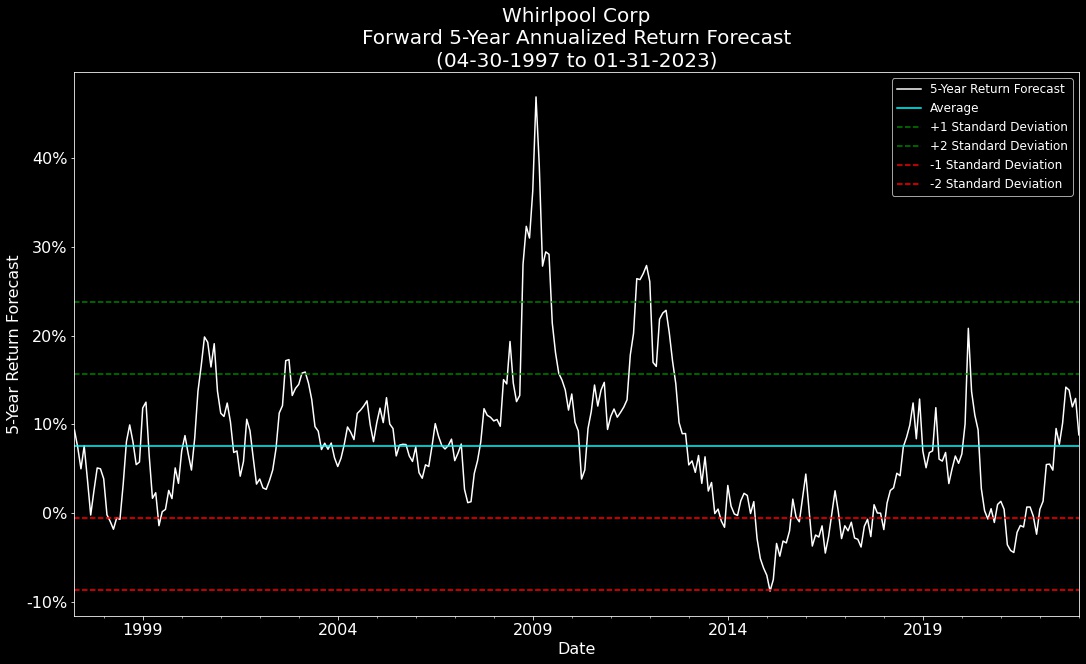 Whirlpool Corp
Forward 5-Year Annualized Return Forecast
(04-30-1997 to 01-31-2023)
5-Year Return Forecast
Average
+1 Standard Deviation
+2 Standard Deviation
-1 Standard Deviation
-2 Standard Deviation
5-Year Return Forecast
40%
30%
20%
10%
0%
-10%
1999
2004
2009
2014
2019
Date